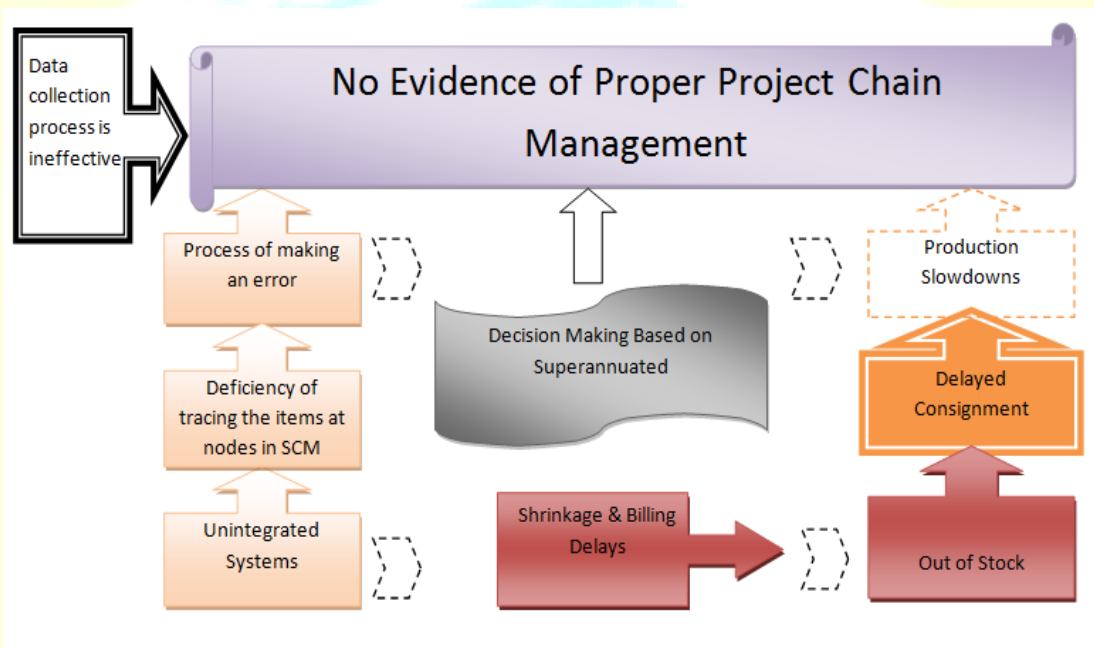 Data
collection
process is
ineffective
No Evidence of Proper Project Chain
Management
Process of making
an error
Production
Slowdowns
Decision Making Based on
Superannuated
Deficiency of
tracing the items at
nodes in SCM
Delayed
Consignment
Unintegrated
Systems
Shrinkage & Billing
Delays
Out of Stock